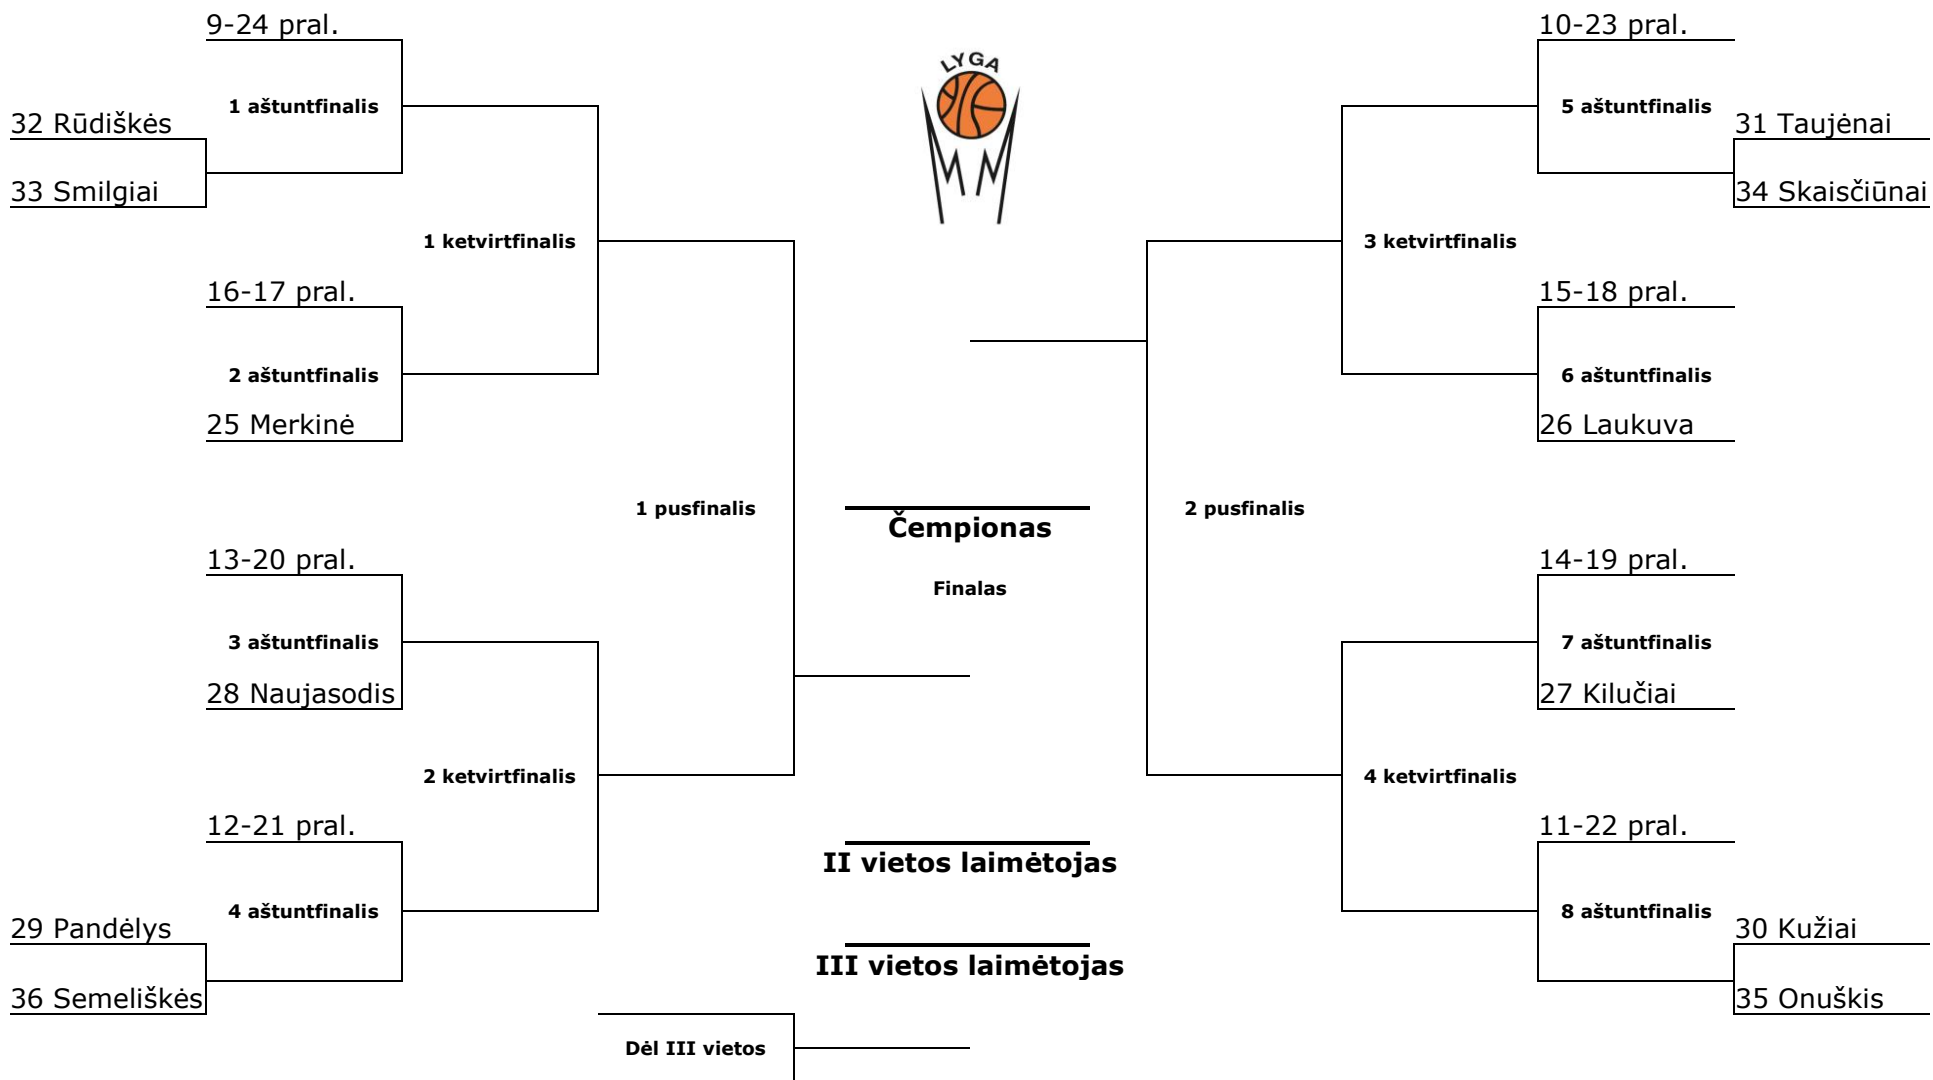 9-24 pral.
10-23 pral.
LYGA
1 aštuntfinalis
5 aštuntfinalis
32 Rūdiškės
31 Taujėnai
33 Smilgiai
34 Skaisčiūnai
1 ketvirtfinalis
3 ketvirtfinalis
16-17 pral.
15-18 pral.
2 aštuntfinalis
6 aštuntfinalis
25 Merkinė
26 Laukuva
1 pusfinalis
2 pusfinalis
Čempionas
13-20 pral.
14-19 pral.
Finalas
3 aštuntfinalis
7 aštuntfinalis
28 Naujasodis
27 Kilučiai
2 ketvirtfinalis
4 ketvirtfinalis
12-21 pral.
11-22 pral.
II vietos laimėtojas
4 aštuntfinalis
8 aštuntfinalis
29 Pandėlys
30 Kužiai
III vietos laimėtojas
36 Semeliškės
35 Onuškis
Dėl III vietos